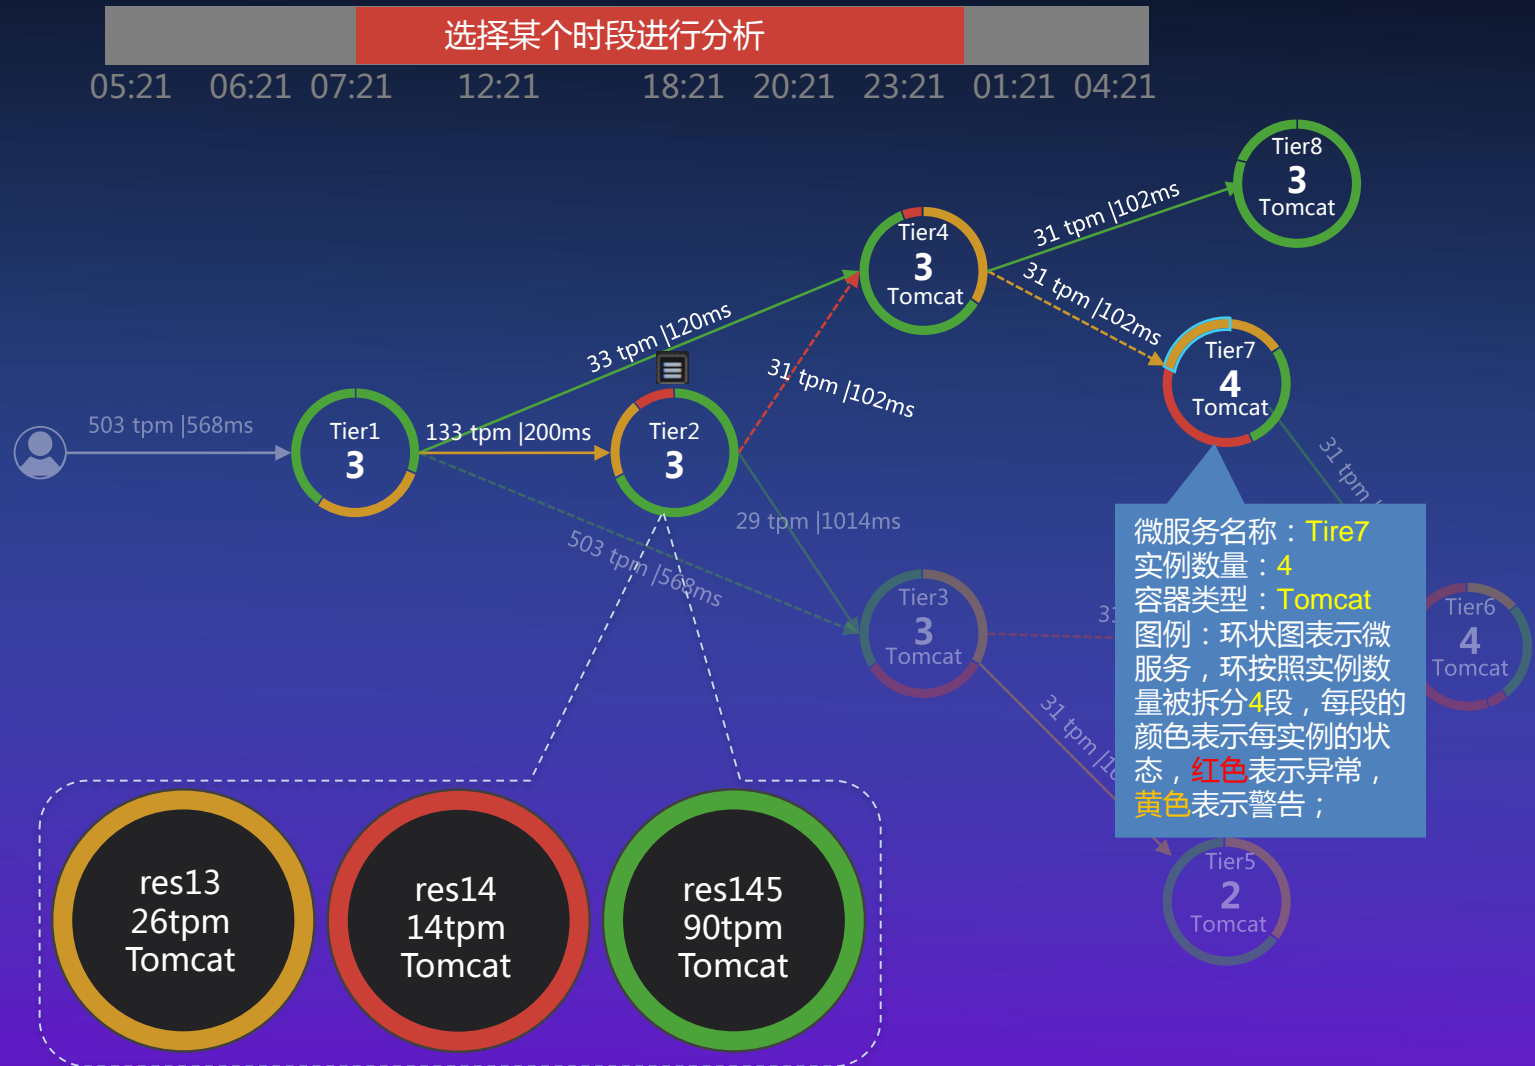 选择某个时段进行分析
05:21 06:21 07:21 12:21 18:21 20:21 23:21 01:21 04:21
Tier8
3
Tomcat
31 tpm |102ms
Tier4
3
Tomcat
31 tpm |102ms
33 tpm |120ms
Tier7
4
Tomcat
31 tpm |102ms
503 tpm |568ms
Tier1
3
133 tpm |200ms
Tier2
3
31 tpm
29 tpm |1014ms
503 tpm |568ms
微服务名称：Tire7
实例数量：4
容器类型：Tomcat
图例：环状图表示微
服务，环按照实例数
量被拆分4段，每段的
颜色表示每实例的状
态，红色表示异常，
黄色表示警告；
Tier3
3
Tomcat
Tier6
4
Tomcat
31 tpm
Tier5
2
Tomcat
res13
26tpm
Tomcat
res14
14tpm
Tomcat
res145
90tpm
Tomcat